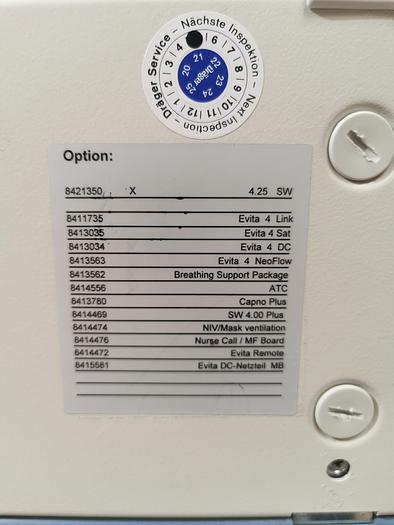 Dräger Service – Nächste Inspektion – Next Inspection –
1 2 3 4 6 7 8 9 10 11 12
20 21 22 23 24 25
Dräger
Option:
8421350 X 4.25 SW
8411735 Evita 4 Link
8413035 Evita 4 Sat
8413034 Evita 4 DC
8413563 Evita 4 NeoFlow
8413562 Breathing Support Package
8414556 ATC
8413780 Capno Plus
8414469 SW 4.00 Plus
8414474 NIV/Mask ventilation
8414476 Nurse Call / MF Board
8414472 Evita Remote
8415581 Evita DC-Netzteil MB